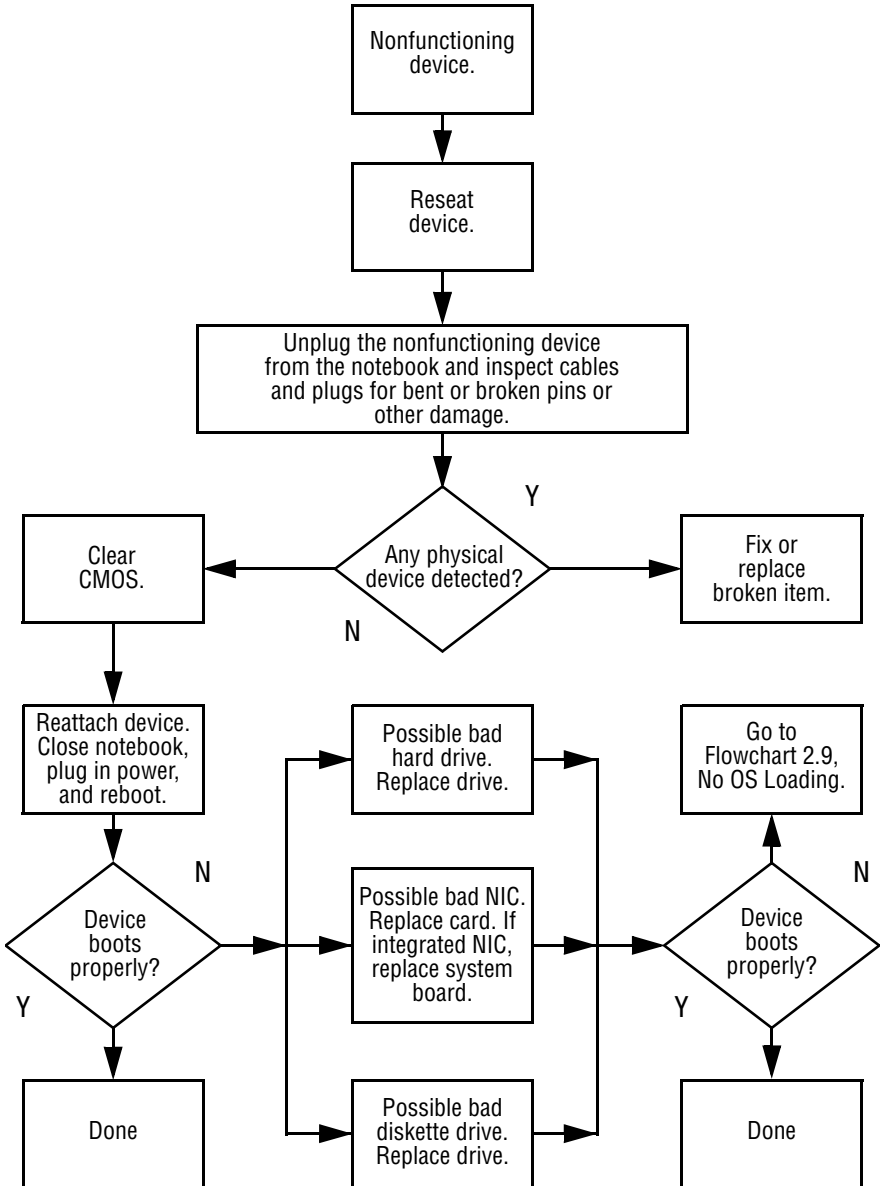 Nonfunctioning
device.
Reseat
device.
Unplug the nonfunctioning device
from the notebook and inspect cables
and plugs for bent or broken pins or
other damage.
Y
Any physical
device detected?
N
Clear
CMOS.
Fix or
replace
broken item.
Reattach device.
Close notebook,
plug in power,
and reboot.
N
Device
boots
properly?
Y
Done
Possible bad
hard drive.
Replace drive.
Possible bad NIC.
Replace card. If
integrated NIC,
replace system
board.
Possible bad
diskette drive.
Replace drive.
Go to
Flowchart 2.9,
No OS Loading.
N
Device
boots
properly?
Y
Done